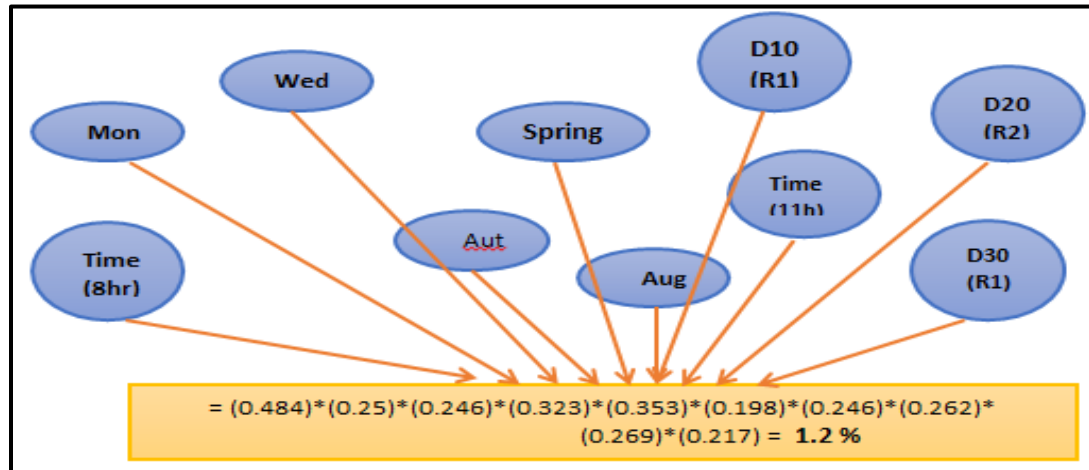 D10
(R1)
Wed
D20
(R2)
Mon
Spring
Time
(11h)
Aut
Time
(8hr)
Aug
D30
(R1)
= (0.484)*(0.25)*(0.246)*(0.323)*(0.353)*(0.198)*(0.246)*(0.262)*
(0.269)*(0.217) = 1.2 %